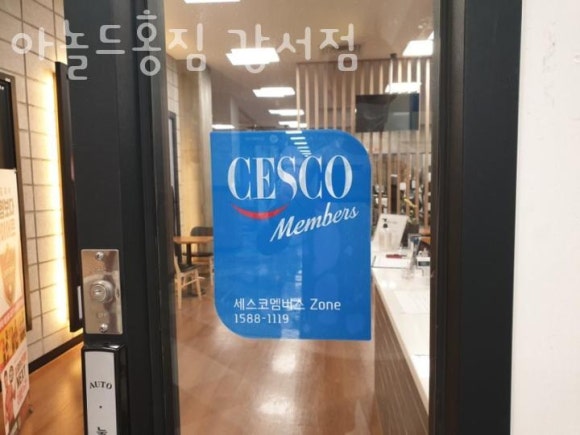 아놀드홍짐 강서점
CESCO
Members
세스코멤버스 Zone
1588-1119
AUTO